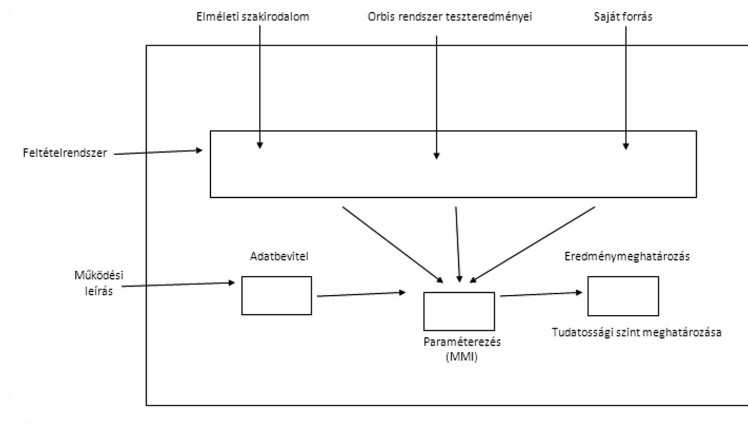 Elméleti szakirodalom
Orbis rendszer teszteredményei
Saját forrás
Feltételrendszer
Adatbevitel
Eredménymeghatározás
Működési
leírás
Tudatossági szint meghatározása
Paraméterezés
(MMI)